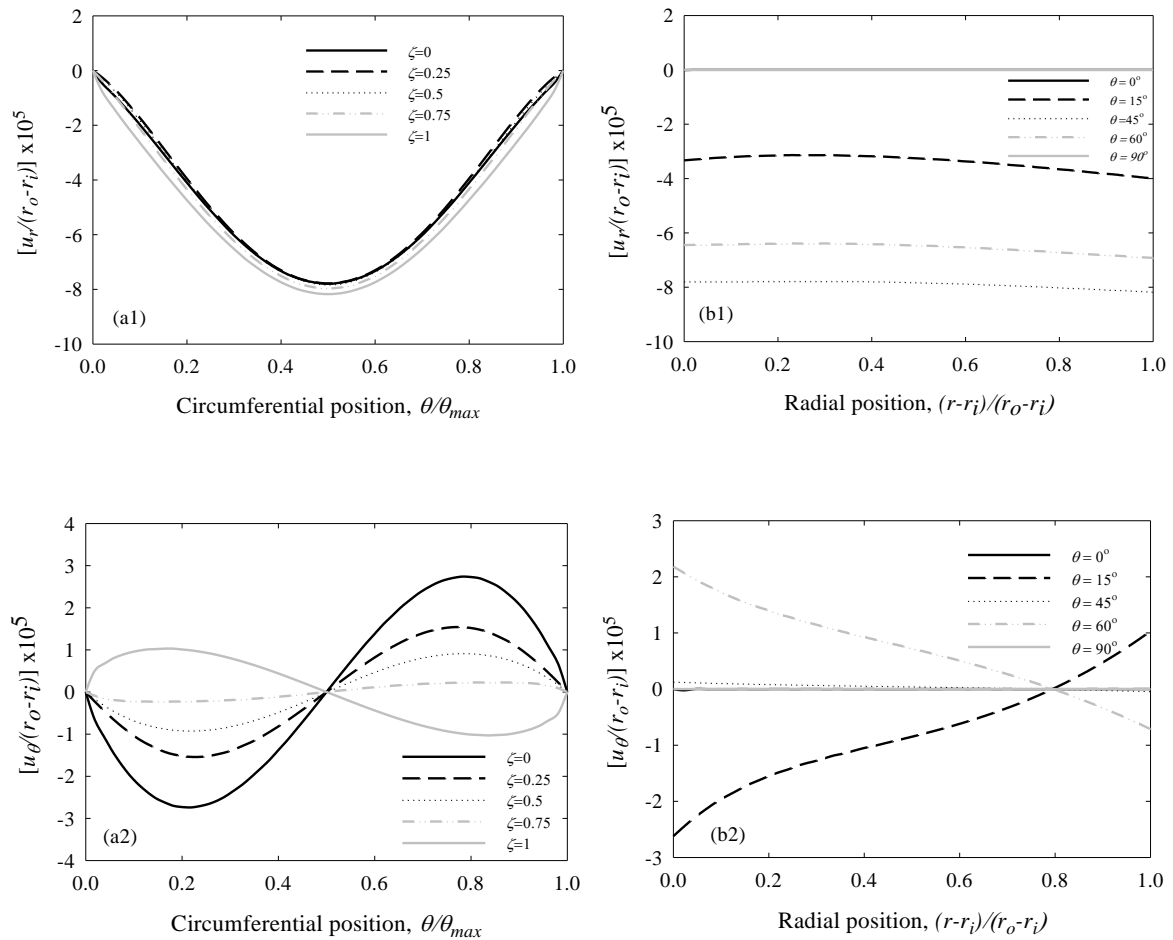 2
0
-2
-4
-6
-8
-10
[u_r/(r_o-r_i)] x10^5
ζ=0
ζ=0.25
ζ=0.5
ζ=0.75
ζ=1
(a1)
0.0 0.2 0.4 0.6 0.8 1.0
Circumferential position, θ/θ_max
2
0
-2
-4
-6
-8
-10
[u_r/(r_o-r_i)] x10^5
θ = 0°
θ = 15°
θ=45°
θ = 60°
θ = 90°
(b1)
0.0 0.2 0.4 0.6 0.8 1.0
Radial position, (r-r_i)/(r_o-r_i)
4
3
2
1
0
-1
-2
-3
-4
[u_θ/(r_o-r_i)] x10^5
ζ=0
ζ=0.25
ζ=0.5
ζ=0.75
ζ=1
(a2)
0.0 0.2 0.4 0.6 0.8 1.0
Circumferential position, θ/θ_max
3
2
1
0
-1
-2
-3
[u_θ/(r_o-r_i)] x10^5
θ = 0°
θ = 15°
θ = 45°
θ = 60°
θ = 90°
(b2)
0.0 0.2 0.4 0.6 0.8 1.0
Radial position, (r-r_i)/(r_o-r_i)